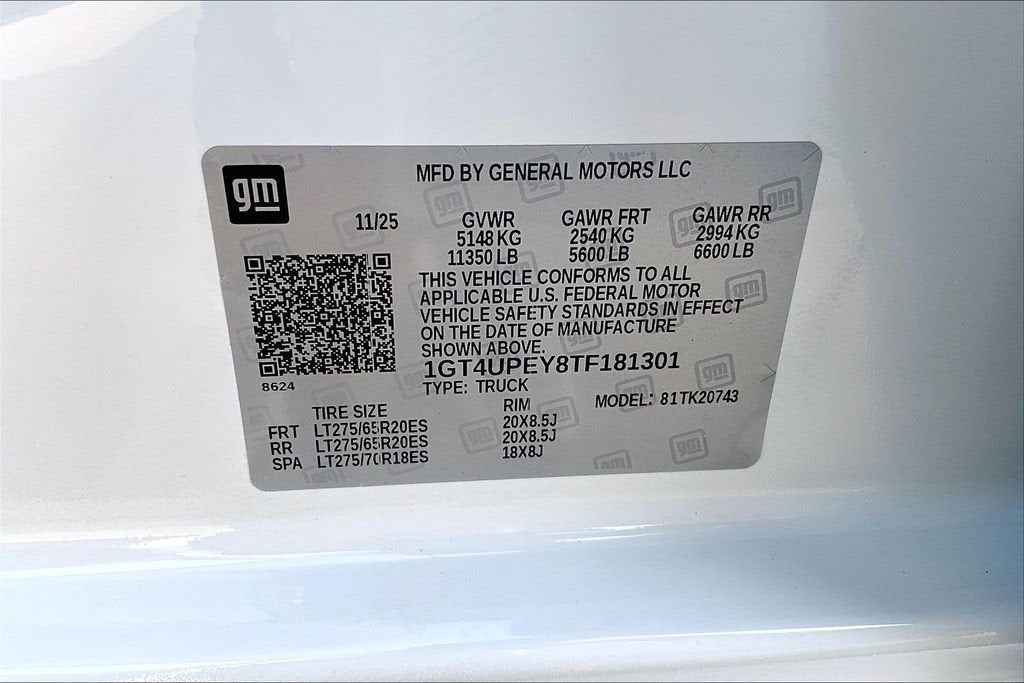 gm
MFD BY GENERAL MOTORS LLC
11/25
GVWR GAWR FRT GAWR RR
5148 KG 2540 KG 2994 KG
11350 LB 5600 LB 6600 LB
THIS VEHICLE CONFORMS TO ALL
APPLICABLE U.S. FEDERAL MOTOR
VEHICLE SAFETY STANDARDS IN EFFECT
ON THE DATE OF MANUFACTURE
SHOWN ABOVE.
1GT4UPEY8TF181301
8624
TYPE: TRUCK
MODEL: 81TK20743
TIRE SIZE RIM
FRT LT275/65R20ES 20X8.5J
RR LT275/65R20ES 20X8.5J
SPA LT275/70R18ES 18X8J